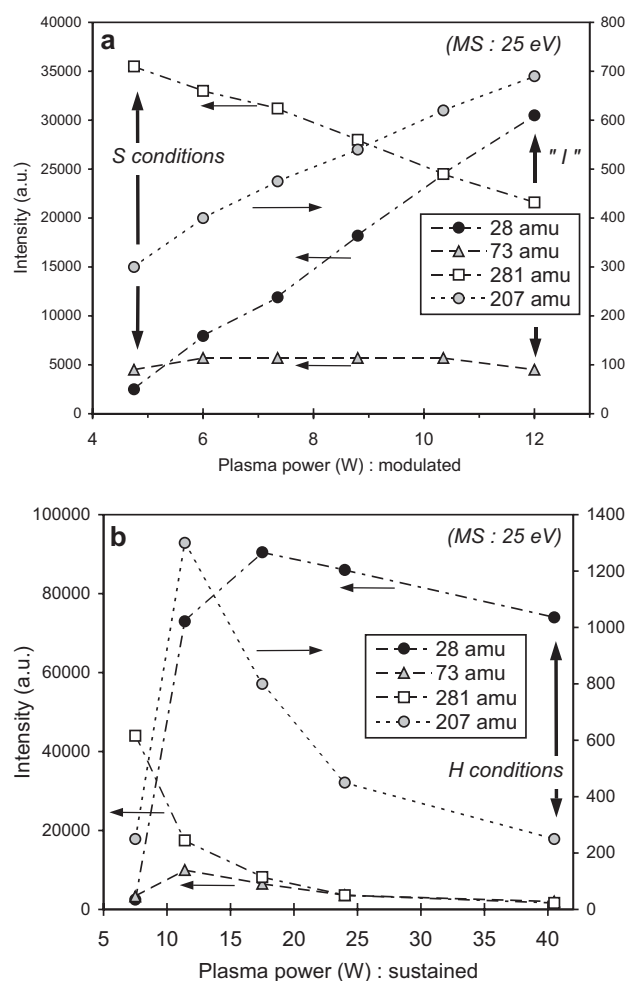 a
(MS : 25 eV)
40000
35000
30000
25000
20000
15000
10000
5000
0
Intensity (a.u.)
800
700
600
500
400
300
200
100
0
S conditions
" I "
28 amu
73 amu
281 amu
207 amu
4
6
8
10
12
Plasma power (W) : modulated
b
(MS : 25 eV)
100000
80000
60000
40000
20000
0
Intensity (a.u.)
1400
1200
1000
800
600
400
200
0
28 amu
73 amu
281 amu
207 amu
H conditions
5
10
15
20
25
30
35
40
Plasma power (W) : sustained